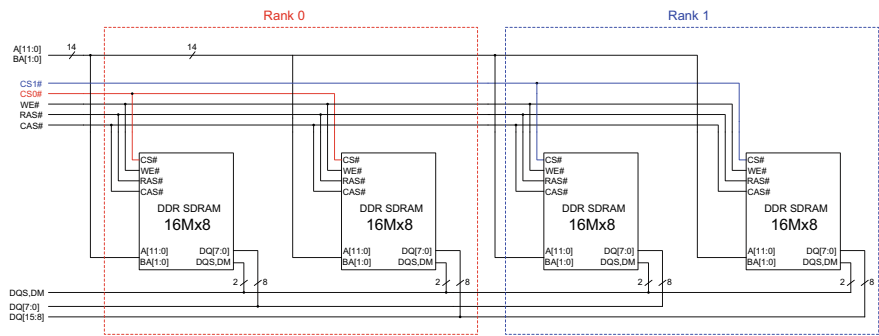 Rank 0
Rank 1
A[11:0]
BA[1:0]
14
14
CS1#
CS0#
WE#
RAS#
CAS#
CS#
WE#
RAS#
CAS#
DDR SDRAM
16Mx8
A[11:0]
BA[1:0]
DQ[7:0]
DQS,DM
2
8
CS#
WE#
RAS#
CAS#
DDR SDRAM
16Mx8
A[11:0]
BA[1:0]
DQ[7:0]
DQS,DM
2
8
CS#
WE#
RAS#
CAS#
DDR SDRAM
16Mx8
A[11:0]
BA[1:0]
DQ[7:0]
DQS,DM
2
8
CS#
WE#
RAS#
CAS#
DDR SDRAM
16Mx8
A[11:0]
BA[1:0]
DQ[7:0]
DQS,DM
2
8
DQS,DM
DQ[7:0]
DQ[15:8]